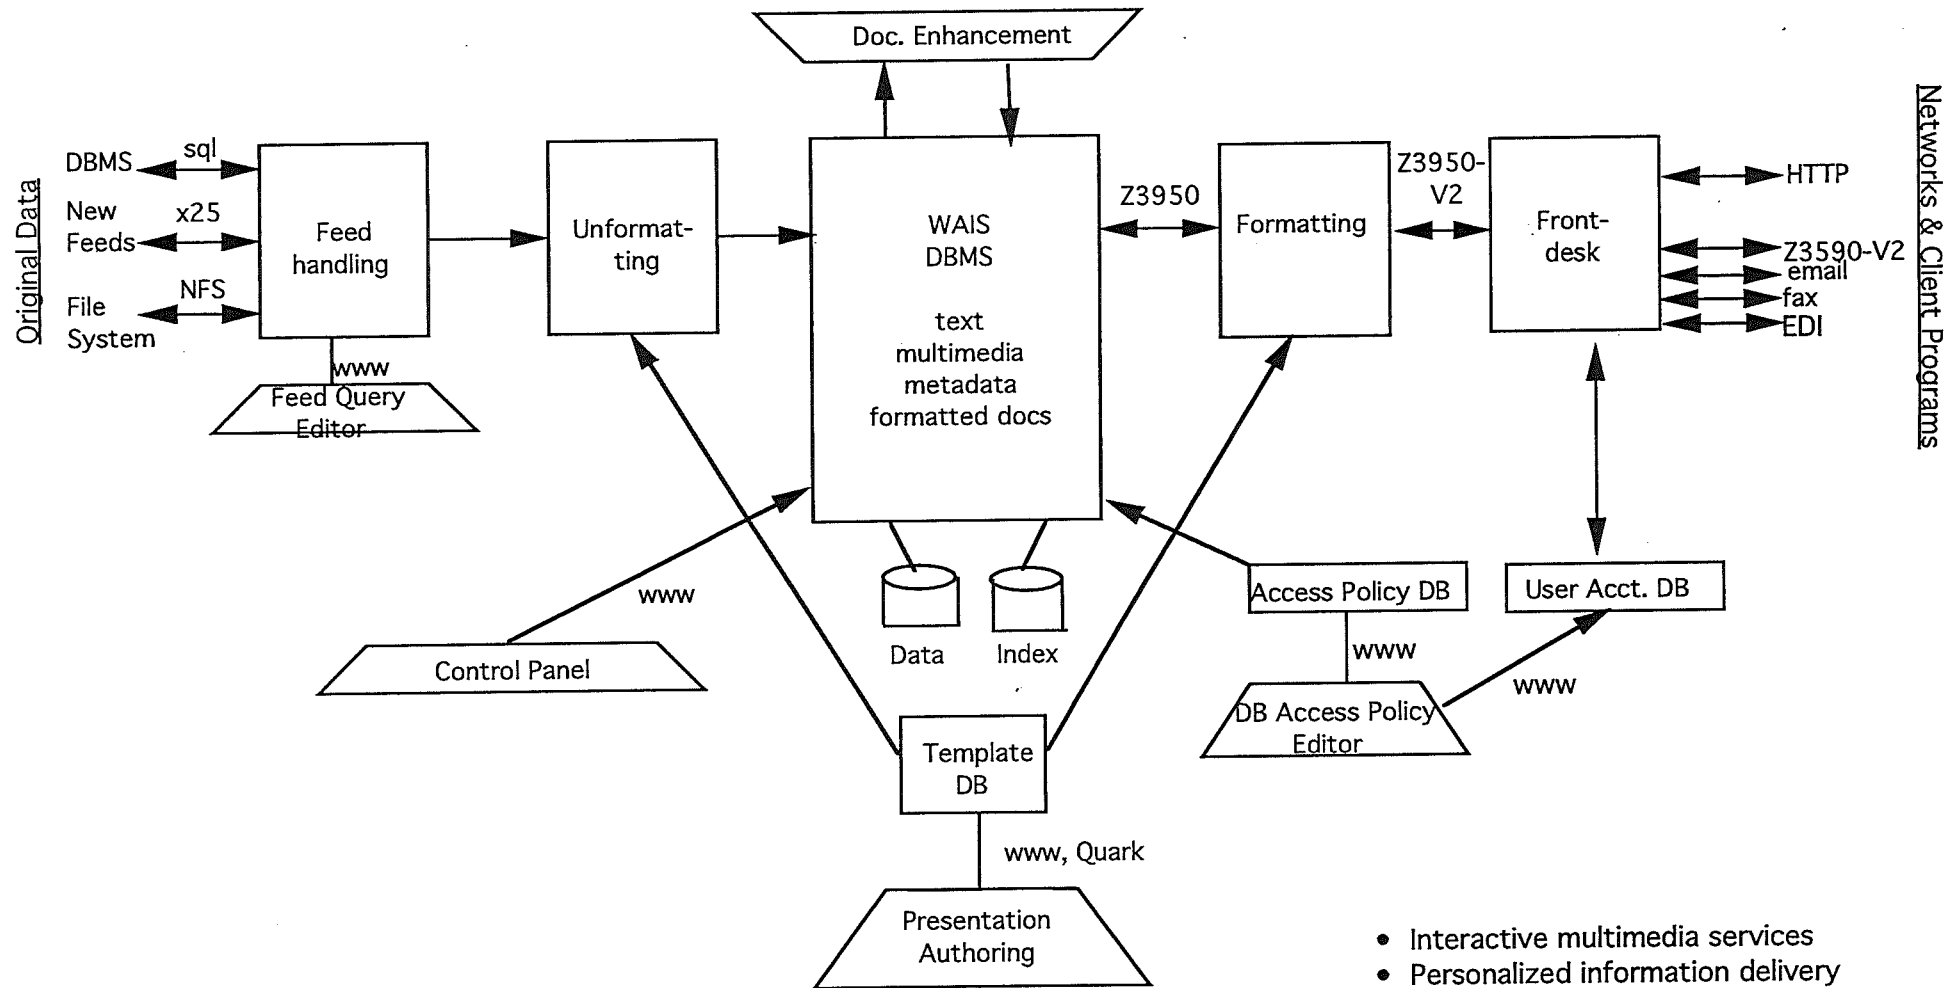 Doc. Enhancement
Original Data
DBMS
sql
New
Feeds
x25
File
System
NFS
Feed
handling
www
Feed Query
Editor
Unformat-
ting
WAIS
DBMS
text
multimedia
metadata
formatted docs
Z3950
Formatting
Z3950-
V2
Front-
desk
HTTP
Z3590-V2
email
fax
EDI
Networks & Client Programs
www
Control Panel
Data
Index
Access Policy DB
User Acct. DB
www
www
DB Access Policy
Editor
Template
DB
www, Quark
Presentation
Authoring
• Interactive multimedia services
• Personalized information delivery